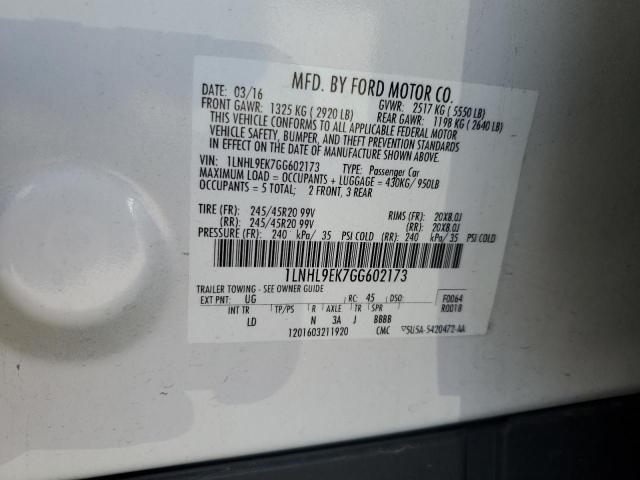 MFD. BY FORD MOTOR CO.
DATE: 03/16
GVWR: 2517 KG ( 5550 LB)
FRONT GAWR: 1325 KG ( 2920 LB)
REAR GAWR: 1198 KG ( 2640 LB)
THIS VEHICLE CONFORMS TO ALL APPLICABLE FEDERAL MOTOR
VEHICLE SAFETY, BUMPER, AND THEFT PREVENTION STANDARDS
IN EFFECT ON THE DATE OF MANUFACTURE SHOWN ABOVE.
VIN: 1LNHL9EK7GG602173 TYPE: Passenger Car
MAXIMUM LOAD = OCCUPANTS + LUGGAGE = 430KG/ 950LB
OCCUPANTS = 5 TOTAL; 2 FRONT, 3 REAR
TIRE (FR): 245/45R20 99V RIMS (FR): 20X8.0J
(RR): 245/45R20 99V (RR): 20X8.0J
PRESSURE (FR): 240 kPa/ 35 PSI COLD (RR): 240 kPa/ 35 PSI COLD
1LNHL9EK7GG602173
TRAILER TOWING - SEE OWNER GUIDE
EXT PNT: UG RC: 45 DSO: F0064
INT TR TP/PS R AXLE TR SPR R0018
LD N 3A J BBBB
1201603211920 CMC 5U5A-5420472-AA